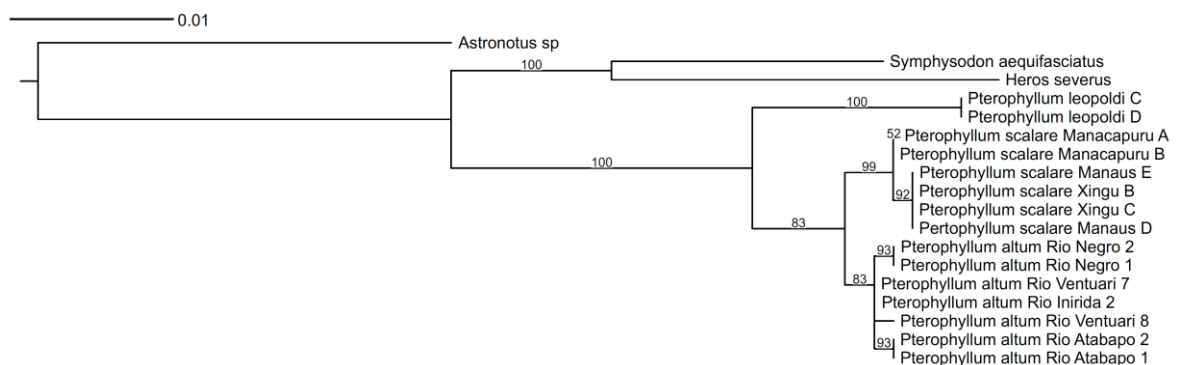 0.01
Astronotus sp
100
Symphysodon aequifasciatus
Heros severus
100
Pterophyllum leopoldi C
Pterophyllum leopoldi D
52 Pterophyllum scalare Manacapuru A
Pterophyllum scalare Manacapuru B
100
99
Pterophyllum scalare Manaus E
92 Pterophyllum scalare Xingu B
Pterophyllum scalare Xingu C
83
Pertophyllum scalare Manaus D
93 Pterophyllum altum Rio Negro 2
Pterophyllum altum Rio Negro 1
83
Pterophyllum altum Rio Ventuari 7
Pterophyllum altum Rio Inirida 2
Pterophyllum altum Rio Ventuari 8
93 Pterophyllum altum Rio Atabapo 2
Pterophyllum altum Rio Atabapo 1